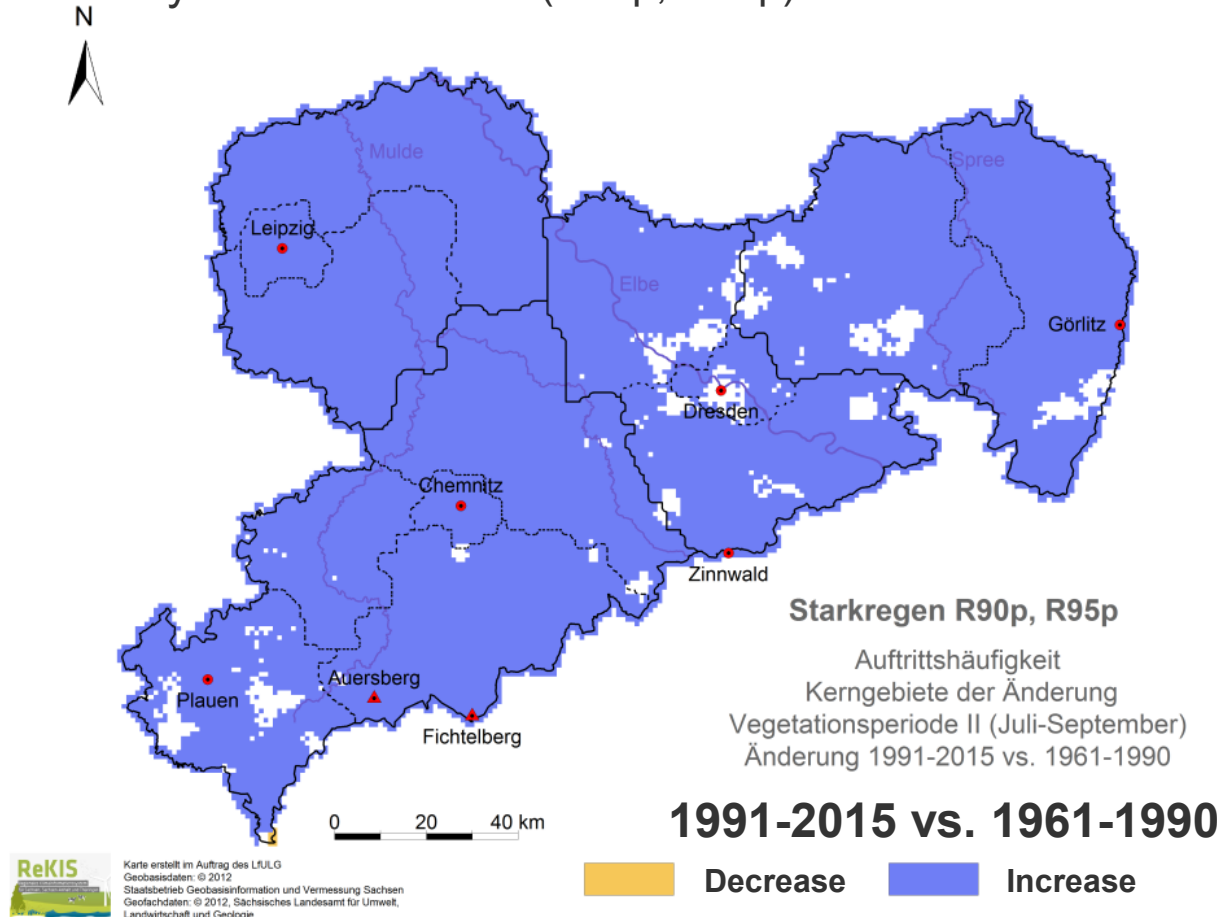 N
Mulde
Spree
Leipzig
Elbe
Görlitz
Dresden
Chemnitz
Zinnwald
Starkregen R90p, R95p
Auftrittshäufigkeit
Kerngebiete der Änderung
Vegetationsperiode II (Juli-September)
Änderung 1991-2015 vs. 1961-1990
Auersberg
Plauen
Fichtelberg
0 20 40 km
1991-2015 vs. 1961-1990
Decrease Increase
ReKIS
Karte erstellt im Auftrag des LfULG
Geobasisdaten: © 2012
Staatsbetrieb Geobasisinformation und Vermessung Sachsen
Geofachdaten: © 2012, Sächsisches Landesamt für Umwelt,
Landwirtschaft und Geologie